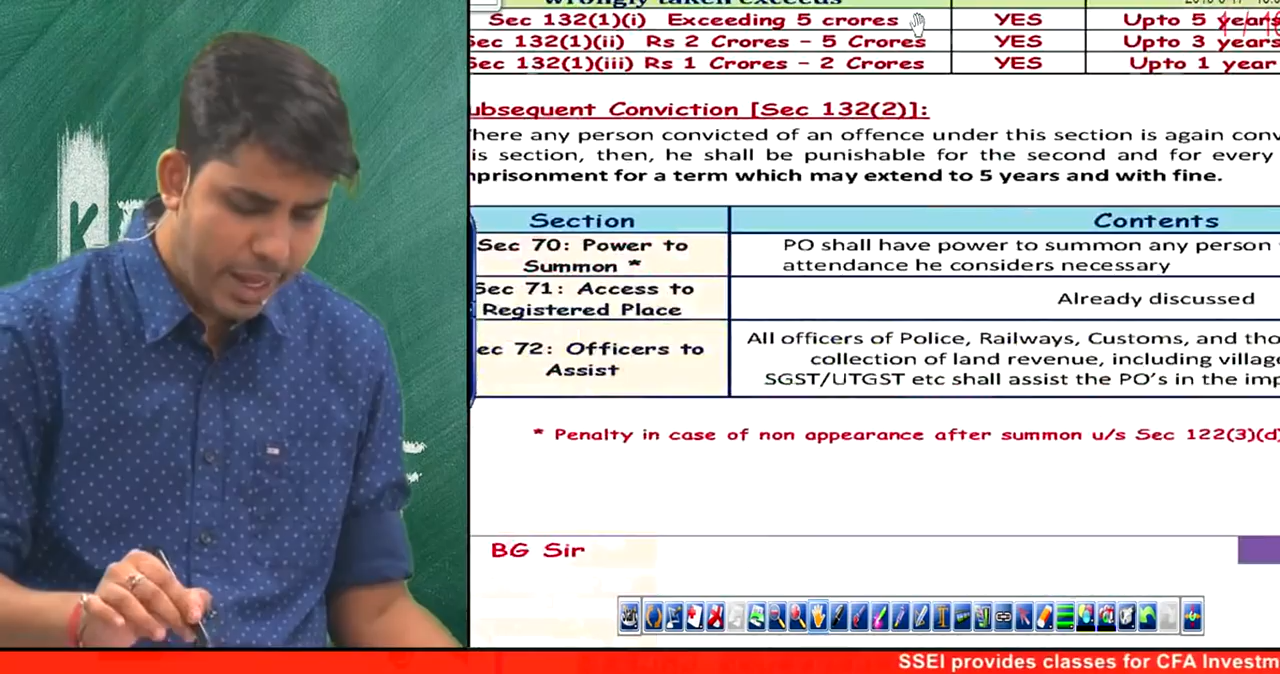 wrongly taken exceeds
Sec 132(1)(i) Exceeding 5 crores YES Upto 5 years
Sec 132(1)(ii) Rs 2 Crores - 5 Crores YES Upto 3 years
Sec 132(1)(iii) Rs 1 Crores - 2 Crores YES Upto 1 year
ubsequent Conviction [Sec 132(2)]:
here any person convicted of an offence under this section is again conv
is section, then, he shall be punishable for the second and for every
mprisonment for a term which may extend to 5 years and with fine.
Section Contents
Sec 70: Power to
Summon *
PO shall have power to summon any person
attendance he considers necessary
Sec 71: Access to
Registered Place
Already discussed
ec 72: Officers to
Assist
All officers of Police, Railways, Customs, and tho
collection of land revenue, including village
SGST/UTGST etc shall assist the PO's in the imp
* Penalty in case of non appearance after summon u/s Sec 122(3)(d)
BG Sir
SSEI provides classes for CFA Investm